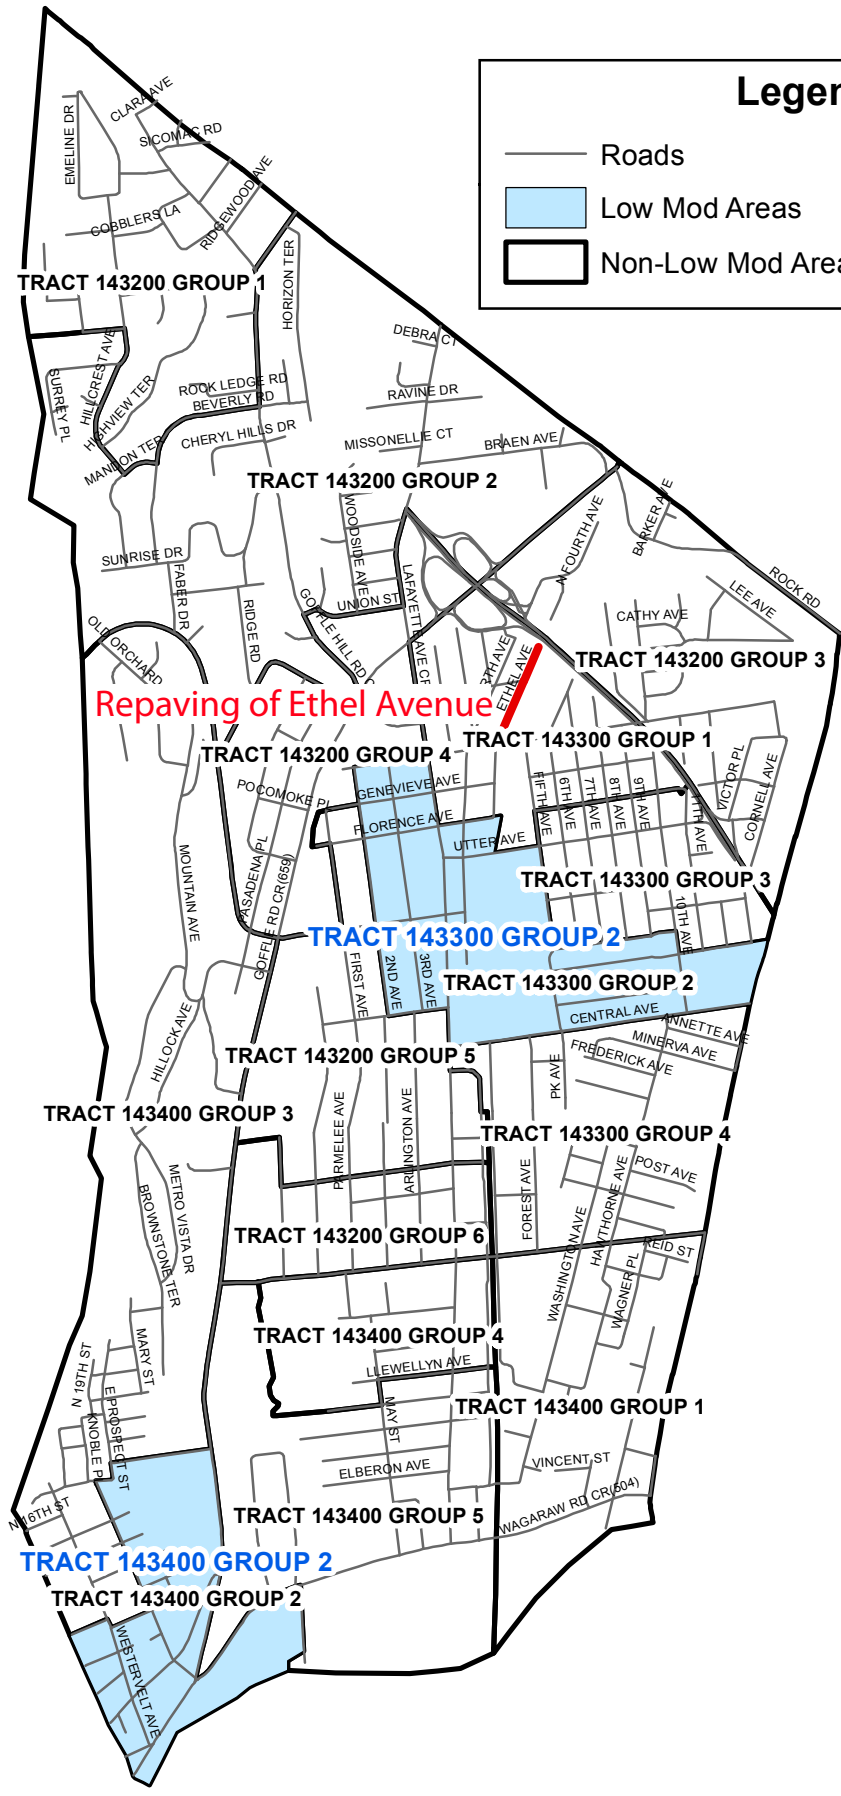 Legen
Roads
Low Mod Areas
Non-Low Mod Area
CLARA AVE
EMELINE DR
SICOMAC RD
RIDGEWOOD AVE
COBBLERS LA
HORIZON TER
TRACT 143200 GROUP 1
DEBRA CT
HILLCREST AVE
SURREY PL
HIGHVIEW TER
ROCK LEDGE RD
BEVERLY RD
RAVINE DR
CHERYL HILLS DR
MISSONELLIE CT
BRAEN AVE
MANDON TER
TRACT 143200 GROUP 2
WOODSIDE AVE
N FOURTH AVE
BARKER AVE
SUNRISE DR
FABER DR
RIDGE RD
UNION ST
GOFFLE HILL RD
LAFAYETTE AVE
ROCK RD
LEE AVE
CATHY AVE
OLD ORCHARD
ETHEL AVE
TRACT 143200 GROUP 3
Repaving of Ethel Avenue
TRACT 143300 GROUP 1
TRACT 143200 GROUP 4
POCOMOKE PL
GENEVIEVE AVE
FIFTH AVE
6TH AVE
7TH AVE
8TH AVE
9TH AVE
VICTOR PL
CORNELL AVE
11TH AVE
FLORENCE AVE
UTTER AVE
MOUNTAIN AVE
PASADENA PL
GOFFLE RD CR(659)
TRACT 143300 GROUP 3
10TH AVE
TRACT 143300 GROUP 2
FIRST AVE
2ND AVE
3RD AVE
TRACT 143300 GROUP 2
CENTRAL AVE
ANNETTE AVE
MINERVA AVE
HILLOCK AVE
FREDERICK AVE
TRACT 143200 GROUP 5
PK AVE
TRACT 143400 GROUP 3
PARMELEE AVE
ARLINGTON AVE
TRACT 143300 GROUP 4
POST AVE
METRO VISTA DR
BROWNSTONE TER
FOREST AVE
HAWTHORNE AVE
WASHINGTON AVE
TRACT 143200 GROUP 6
REID ST
WAGNER PL
TRACT 143400 GROUP 4
MARY ST
N 19TH ST
LLEWELLYN AVE
E PROSPECT ST
KNOBLE PL
MAY ST
TRACT 143400 GROUP 1
ELBERON AVE
VINCENT ST
N 16TH ST
WAGARAW RD CR(504)
TRACT 143400 GROUP 5
TRACT 143400 GROUP 2
TRACT 143400 GROUP 2
WESTERVELT AVE